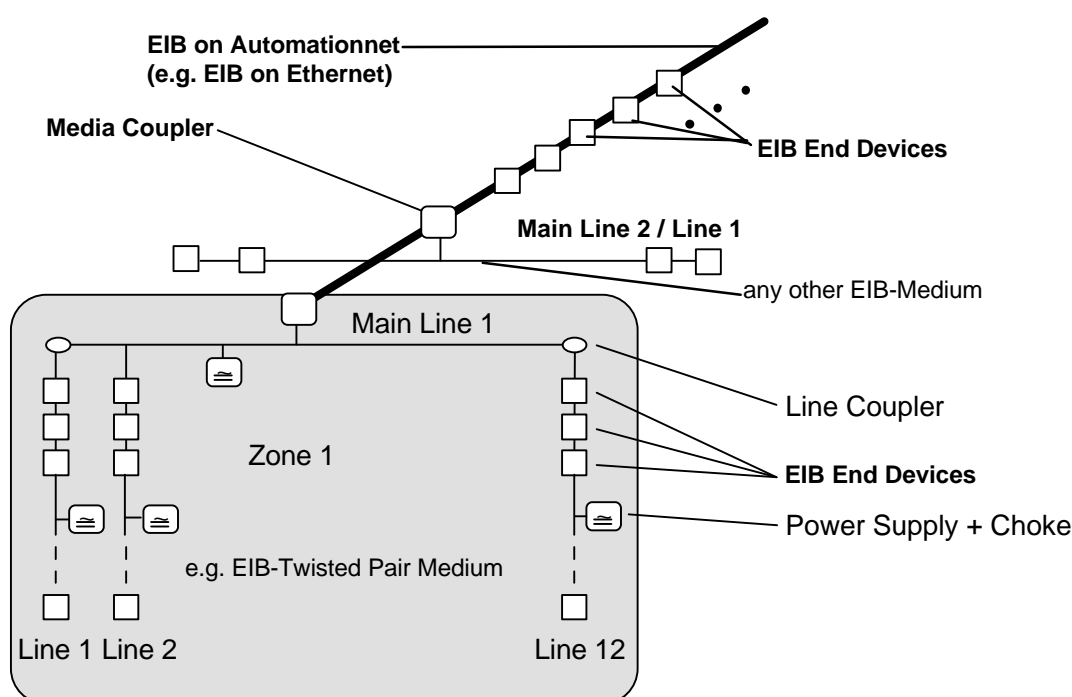 EIB on Automationnet
(e.g. EIB on Ethernet)
Media Coupler
EIB End Devices
Main Line 2 / Line 1
any other EIB-Medium
Main Line 1
Line Coupler
Zone 1
EIB End Devices
Power Supply + Choke
e.g. EIB-Twisted Pair Medium
Line 1 Line 2
Line 12